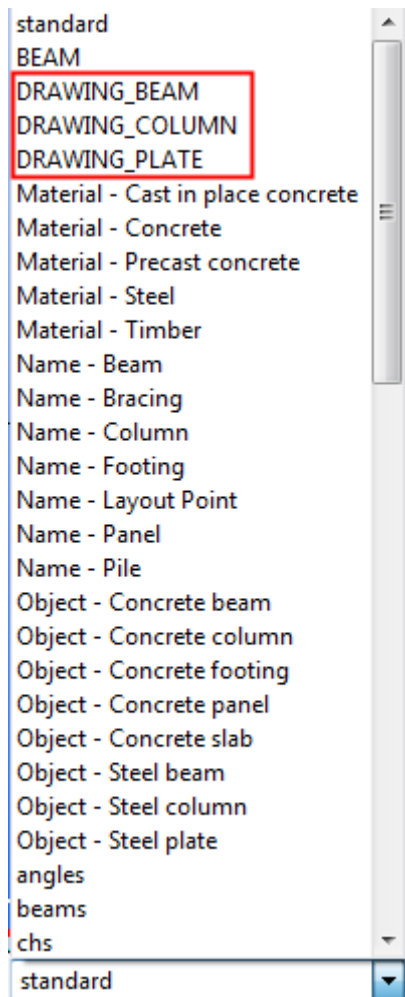 standard
BEAM
DRAWING_BEAM
DRAWING_COLUMN
DRAWING_PLATE
Material - Cast in place concrete
Material - Concrete
Material - Precast concrete
Material - Steel
Material - Timber
Name - Beam
Name - Bracing
Name - Column
Name - Footing
Name - Layout Point
Name - Panel
Name - Pile
Object - Concrete beam
Object - Concrete column
Object - Concrete footing
Object - Concrete panel
Object - Concrete slab
Object - Steel beam
Object - Steel column
Object - Steel plate
angles
beams
chs
standard